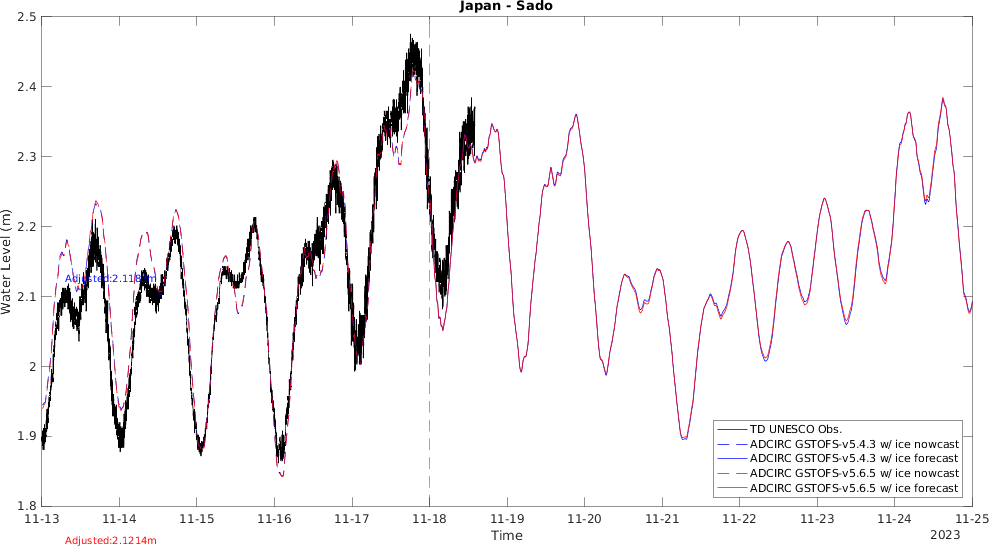 Japan - Sado
2.5
2.4
2.3
2.2
2.1
2
1.9
1.8
Water Level (m)
TD UNESCO Obs.
ADCIRC GSTOFS-v5.4.3 w/ ice nowcast
ADCIRC GSTOFS-v5.4.3 w/ ice forecast
ADCIRC GSTOFS-v5.6.5 w/ ice nowcast
ADCIRC GSTOFS-v5.6.5 w/ ice forecast
11-13 11-14 11-15 11-16 11-17 11-18 11-19 11-20 11-21 11-22 11-23 11-24 11-25
Time
2023
Adjusted:2.1214m